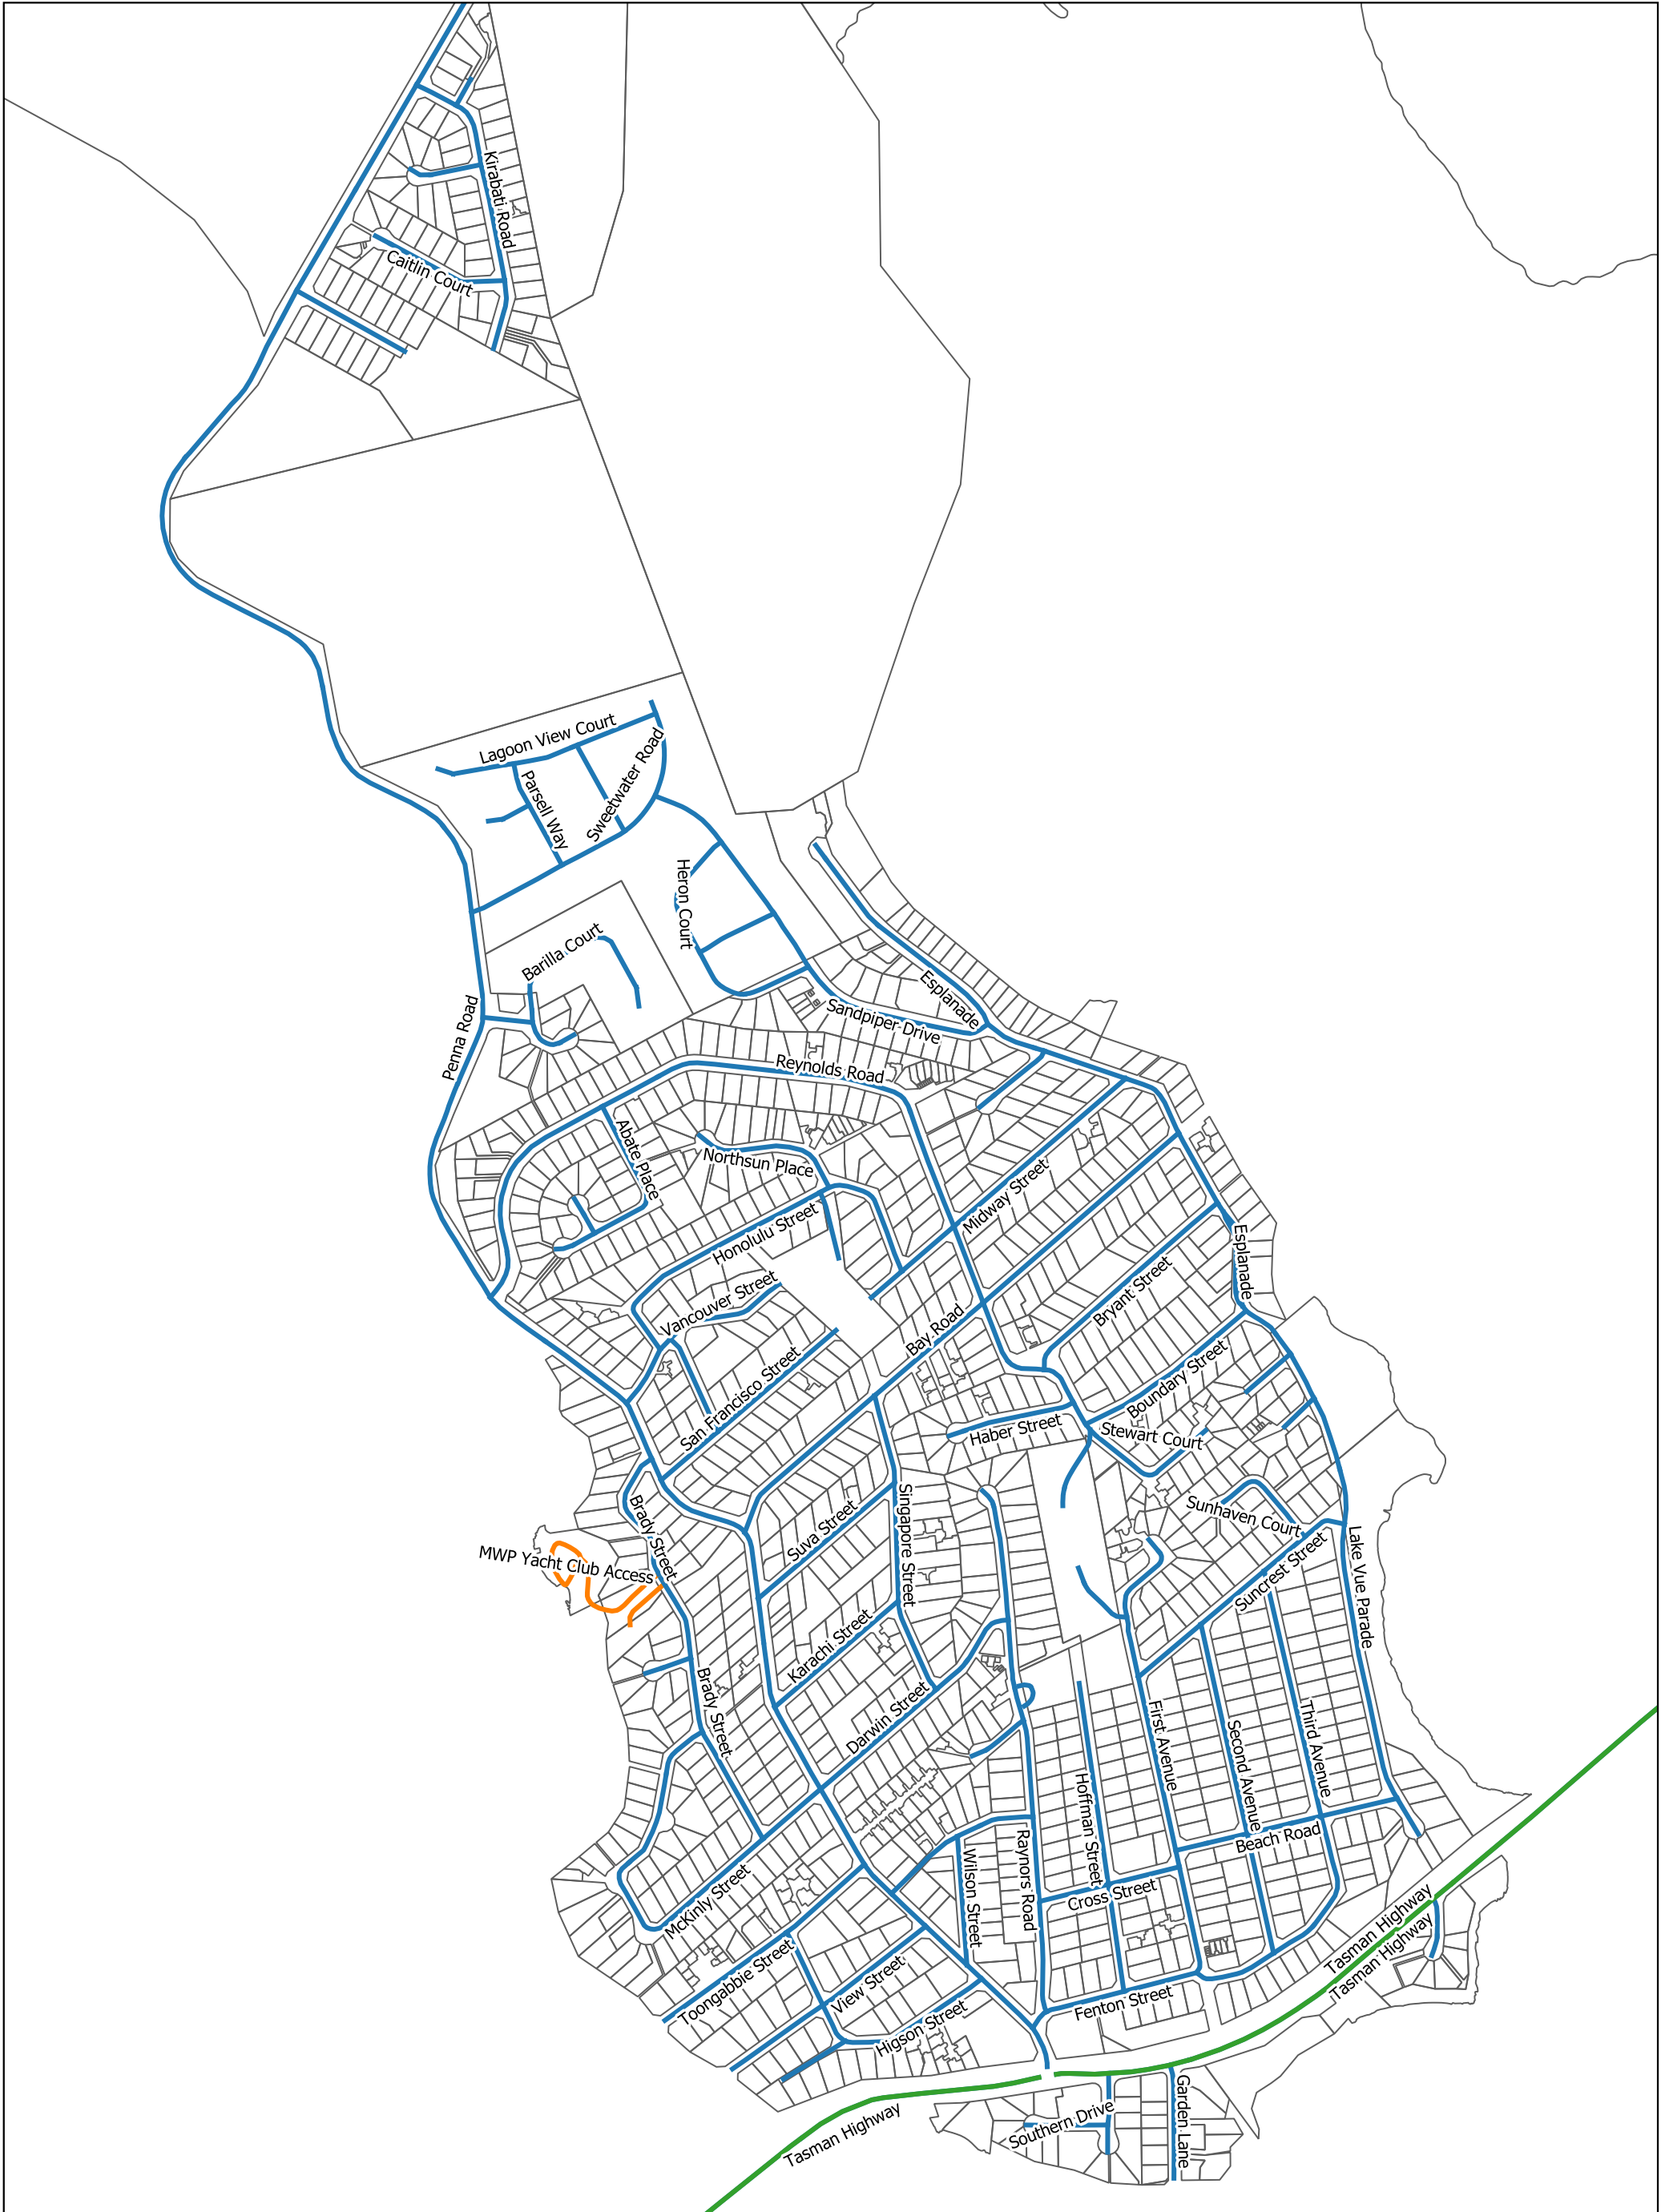 Kirabati Road
Caitlin Court
Lagoon View Court
Parsell Way
Sweetwater Road
Heron Court
Barilla Court
Penna Road
Esplanade
Sandpiper Drive
Reynolds Road
Abate Place
Northsun Place
Midway Street
Honolulu Street
Esplanade
Vancouver Street
Bryant Street
Bay Road
San Francisco Street
Boundary Street
Haber Street
Stewart Court
Brady Street
Suva Street
Singapore Street
Sunhaven Court
MWP Yacht Club Access
Suncrest Street
Lake Vue Parade
Karachi Street
Brady Street
Darwin Street
First Avenue
Second Avenue
Third Avenue
Hoffman Street
Beach Road
Raynors Road
Wilson Street
Cross Street
McKinly Street
Tasman Highway
Tasman Highway
Toongabbie Street
View Street
Fenton Street
Higson Street
Garden Lane
Southern Drive
Tasman Highway